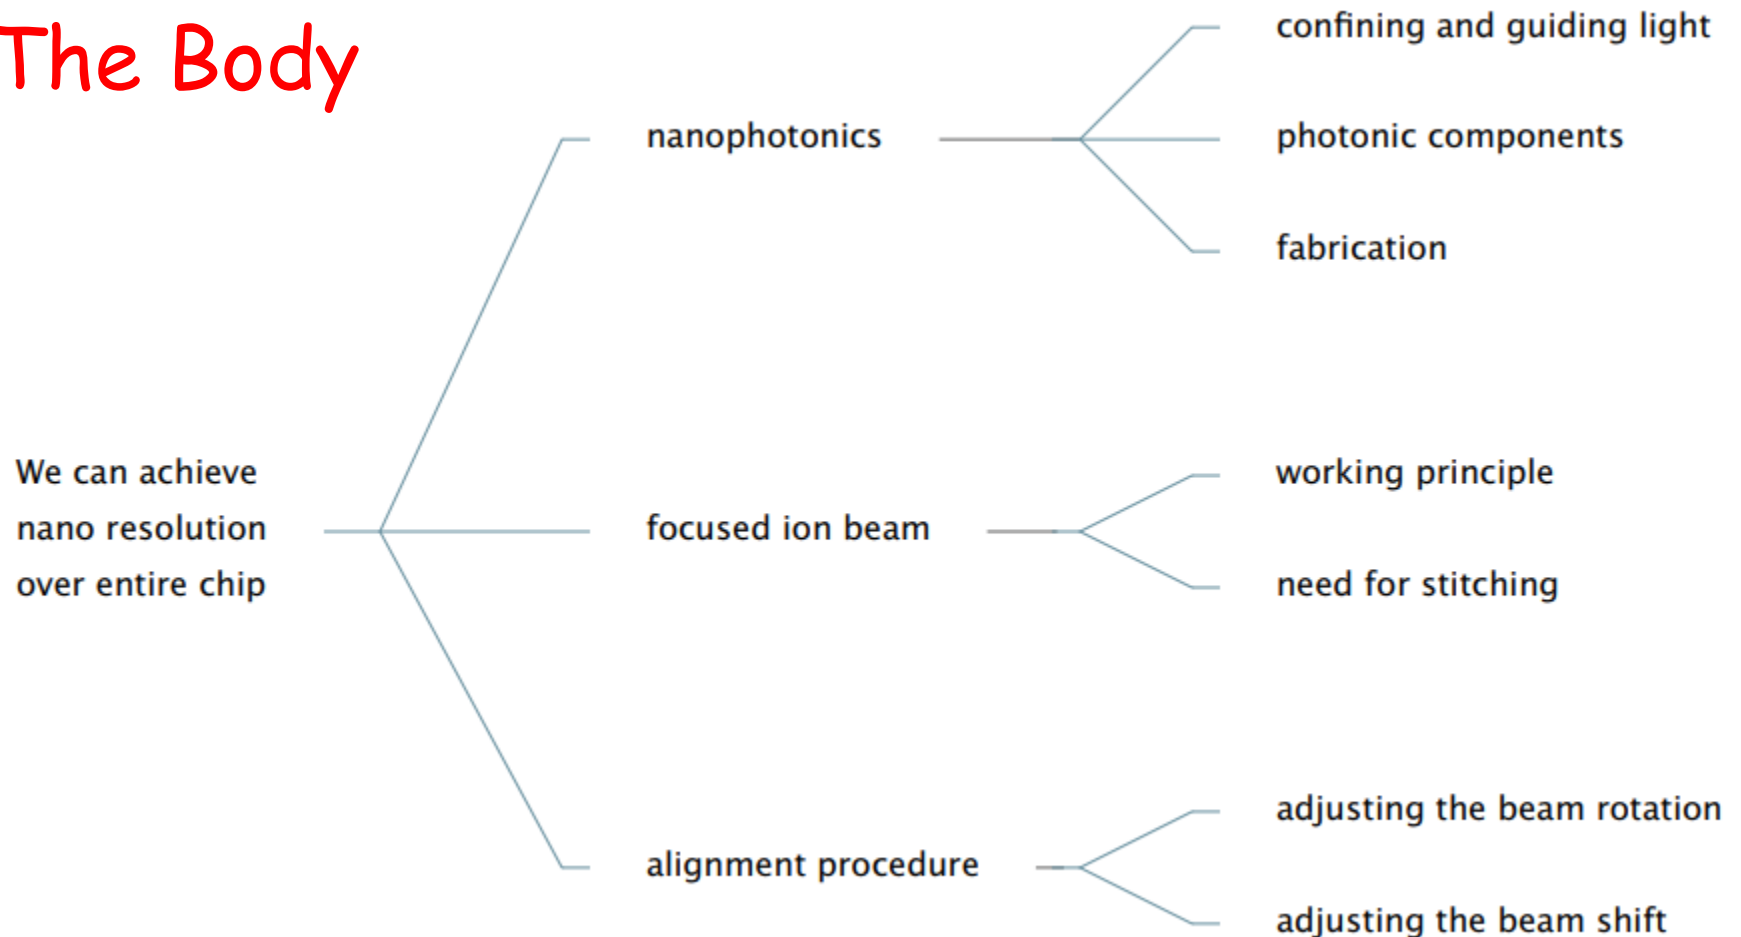 The Body
We can achieve
nano resolution
over entire chip
nanophotonics
confining and guiding light
photonic components
fabrication
focused ion beam
working principle
need for stitching
alignment procedure
adjusting the beam rotation
adjusting the beam shift